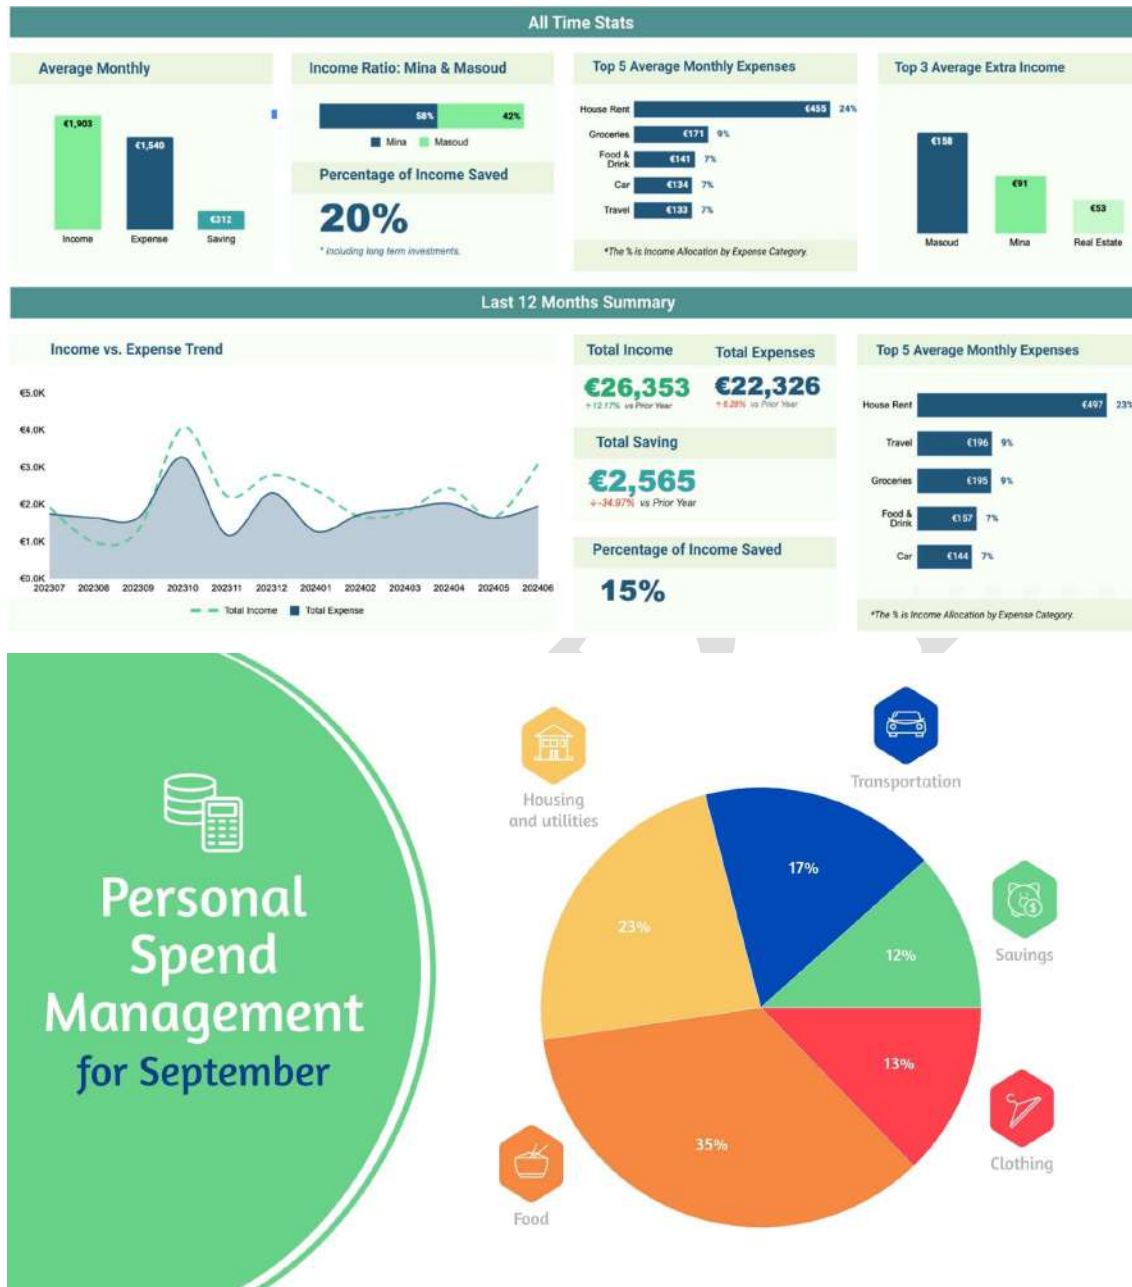 All Time Stats
Average Monthly
€1,903
€1,540
€312
Income
Expense
Saving
Income Ratio: Mina & Masoud
58%
42%
Mina
Masoud
Percentage of Income Saved
20%
* Including long term investments.
Top 5 Average Monthly Expenses
House Rent €455 24%
Groceries €171 9%
Food &
Drink €141 7%
Car €134 7%
Travel €133 7%
*The % is Income Allocation by Expense Category.
Top 3 Average Extra Income
€158
€91
€53
Masoud
Mina
Real Estate
Last 12 Months Summary
Income vs. Expense Trend
€5.0K
€4.0K
€3.0K
€2.0K
€1.0K
€0.0K
202307 202308 202309 202310 202311 202312 202401 202402 202403 202404 202405 202406
Total Income
Total Expense
Total Income
€26,353
↑12.17% vs Prior Year
Total Expenses
€22,326
vs Prior Year
Total Saving
€2,565
↓-34.97% vs Prior Year
Percentage of Income Saved
15%
Top 5 Average Monthly Expenses
House Rent €497 23%
Travel €196 9%
Groceries €195 9%
Food &
Drink €157 7%
Car €144 7%
*The % is Income Allocation by Expense Category.
Personal
Spend
Management
for September
Housing
and utilities
Transportation
Savings
Clothing
Food
17%
23%
12%
13%
35%